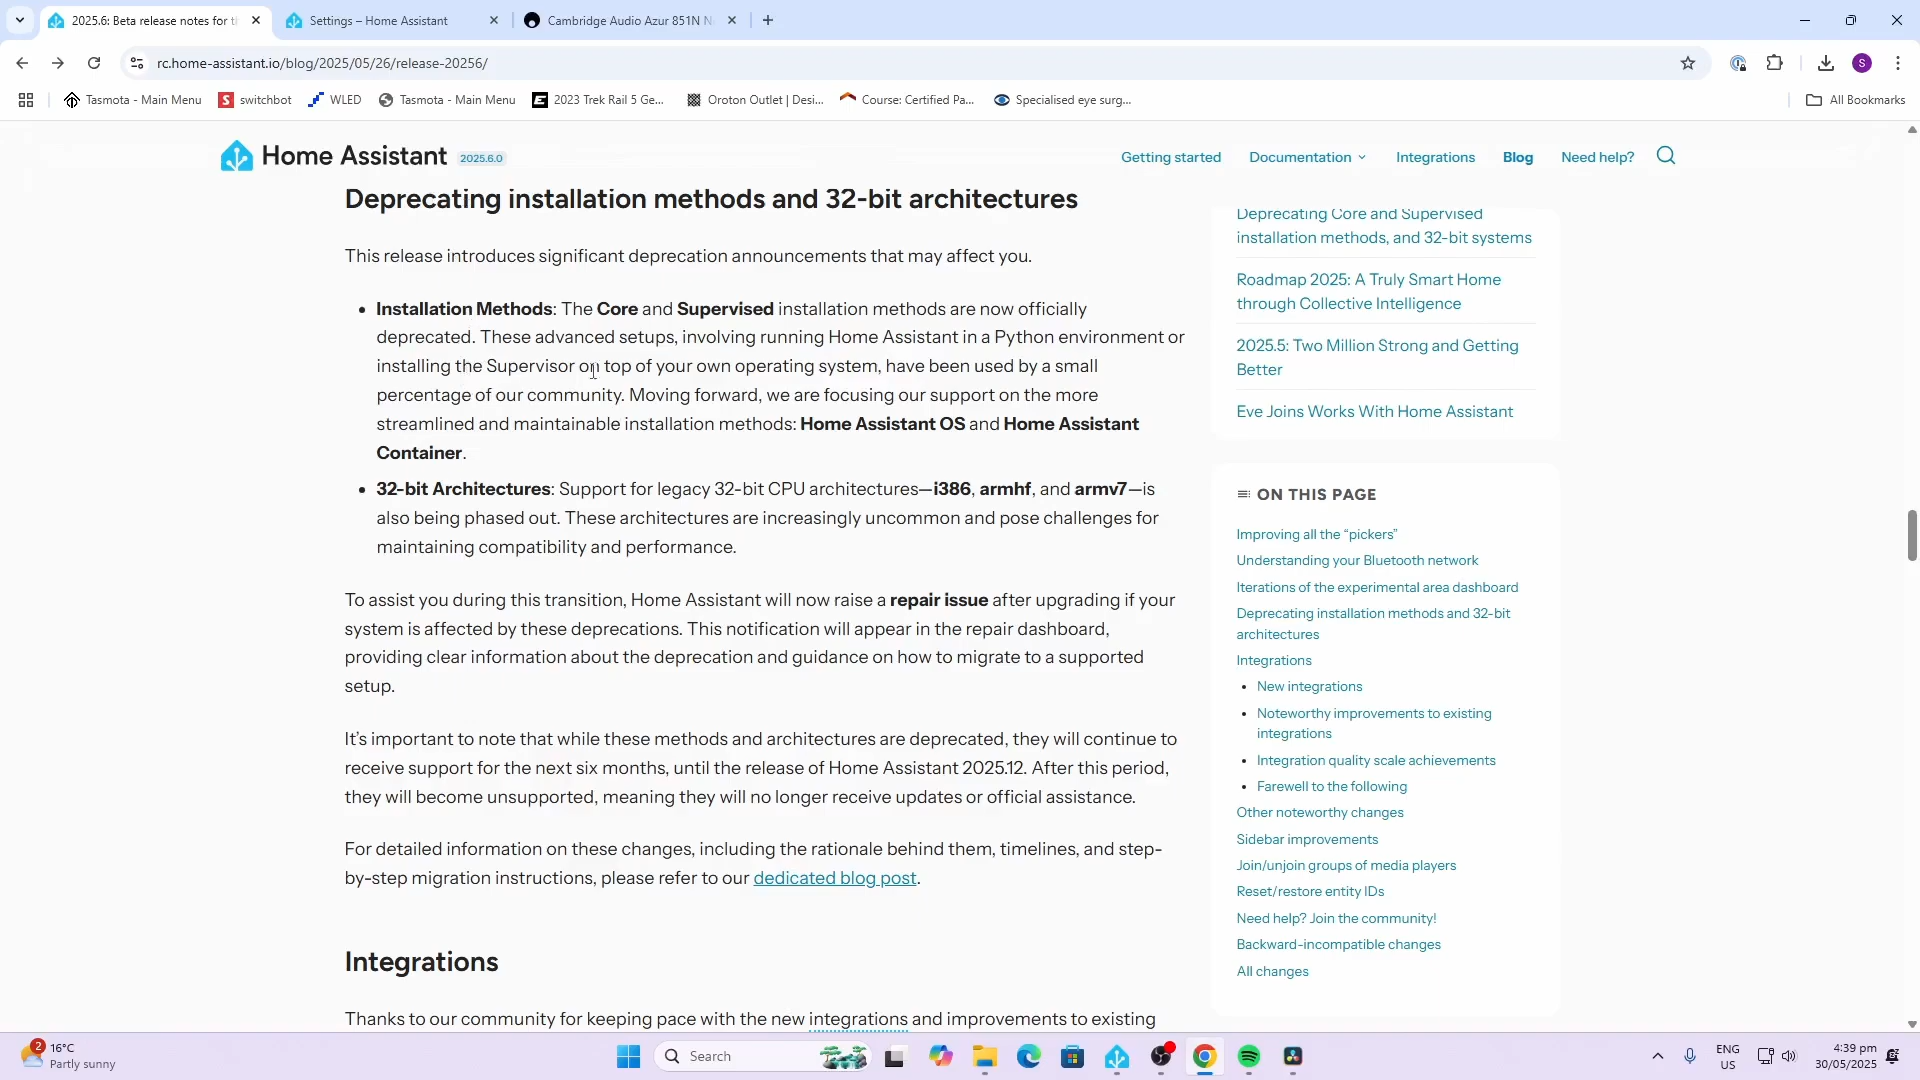 2025.6: Beta release notes for t
Settings – Home Assistant
Cambridge Audio Azur 851N N
rc.home-assistant.io/blog/2025/05/26/release-20256/
S
Tasmota - Main Menu
switchbot
WLED
Tasmota - Main Menu
2023 Trek Rail 5 Ge...
Oroton Outlet | Desi...
Course: Certified Pa...
Specialised eye surg...
All Bookmarks
Home Assistant 2025.6.0
Getting started
Documentation
Integrations
Blog
Need help?
Deprecating installation methods and 32-bit architectures
This release introduces significant deprecation announcements that may affect you.
• Installation Methods: The Core and Supervised installation methods are now officially
deprecated. These advanced setups, involving running Home Assistant in a Python environment or
installing the Supervisor on top of your own operating system, have been used by a small
percentage of our community. Moving forward, we are focusing our support on the more
streamlined and maintainable installation methods: Home Assistant OS and Home Assistant
Container.
• 32-bit Architectures: Support for legacy 32-bit CPU architectures—i386, armhf, and armv7—is
also being phased out. These architectures are increasingly uncommon and pose challenges for
maintaining compatibility and performance.
To assist you during this transition, Home Assistant will now raise a repair issue after upgrading if your
system is affected by these deprecations. This notification will appear in the repair dashboard,
providing clear information about the deprecation and guidance on how to migrate to a supported
setup.
It's important to note that while these methods and architectures are deprecated, they will continue to
receive support for the next six months, until the release of Home Assistant 2025.12. After this period,
they will become unsupported, meaning they will no longer receive updates or official assistance.
For detailed information on these changes, including the rationale behind them, timelines, and step-
by-step migration instructions, please refer to our dedicated blog post.
Integrations
Thanks to our community for keeping pace with the new integrations and improvements to existing
Deprecating Core and Supervised
installation methods, and 32-bit systems
Roadmap 2025: A Truly Smart Home
through Collective Intelligence
2025.5: Two Million Strong and Getting
Better
Eve Joins Works With Home Assistant
ON THIS PAGE
Improving all the “pickers”
Understanding your Bluetooth network
Iterations of the experimental area dashboard
Deprecating installation methods and 32-bit
architectures
Integrations
• New integrations
• Noteworthy improvements to existing
integrations
• Integration quality scale achievements
• Farewell to the following
Other noteworthy changes
Sidebar improvements
Join/unjoin groups of media players
Reset/restore entity IDs
Need help? Join the community!
Backward-incompatible changes
All changes
2
16°C
Partly sunny
Search
ENG
US
4:39 pm
30/05/2025